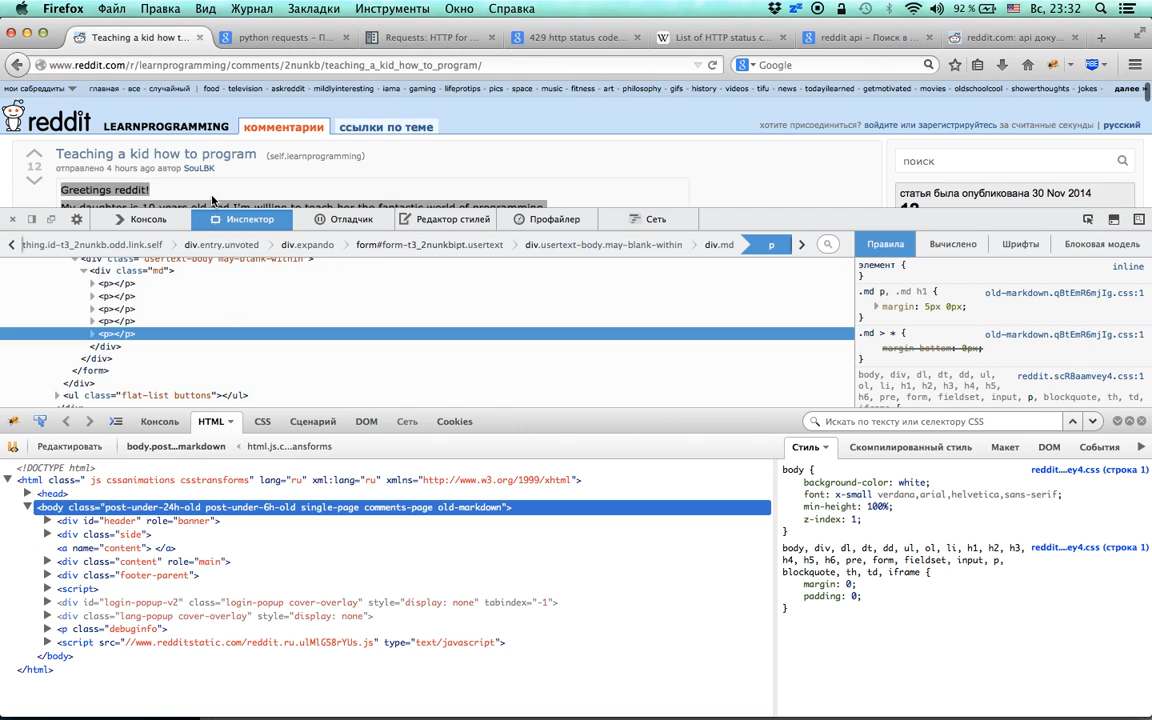 Firefox Файл Правка Вид Журнал Закладки Инструменты Окно Справка 92 % Вс, 23:32
Teaching a kid how t... python requests – П... Requests: HTTP for ... 429 http status code... List of HTTP status c... reddit api – Поиск в ... reddit.com: api доку...
www.reddit.com/r/learnprogramming/comments/2nunkb/teaching_a_kid_how_to_program/ Google
мои сабреддиты главная - все - случайный | food - television - askreddit - mildlyinteresting - iama - gaming - lifeprotips - pics - space - music - fitness - art - philosophy - gifs - history - videos - tifu - news - todayilearned - getmotivated - movies - oldschoolcool - showerthoughts - jokes - далее »
reddit LEARNPROGRAMMING комментарии ссылки по теме хотите присоединиться? войдите или зарегистрируйтесь за считанные секунды | русский
12
Teaching a kid how to program (self.learnprogramming)
отправлено 4 hours ago автор SouLBK
Greetings reddit!
поиск
статья была опубликована 30 Nov 2014
Консоль Инспектор Отладчик Редактор стилей Профайлер Сеть
thing.id-t3_2nunkb.odd.link.self div.entry.unvoted div.expando form#form-t3_2nunkbipt.usertext div.usertext-body.may-blank-within div.md p
<div class="usertext-body may-blank-within">
<div class="md">
<p></p>
<p></p>
<p></p>
<p></p>
<p></p>
</div>
</div>
</form>
</div>
<ul class="flat-list buttons"></ul>
Правила Вычислено Шрифты Блоковая модель
элемент { inline
}
.md p, .md h1 { old-markdown.qBtEmR6mjIg.css:1
margin: 5px 0px;
}
.md > * { old-markdown.qBtEmR6mjIg.css:1
margin-bottom: 0px;
}
body, div, dl, dt, dd, ul, reddit.scR8aamvey4.css:1
ol, li, h1, h2, h3, h4, h5,
h6, pre, form, fieldset, input, p, blockquote, th, td,
iframe {
Консоль HTML CSS Сценарий DOM Сеть Cookies Искать по тексту или селектору CSS
Редактировать body.post...markdown < html.js.c...ansforms
<!DOCTYPE html>
<html class=" js cssanimations csstransforms" lang="ru" xml:lang="ru" xmlns="http://www.w3.org/1999/xhtml">
<head>
<body class="post-under-24h-old post-under-6h-old single-page comments-page old-markdown">
<div id="header" role="banner">
<div class="side">
<a name="content"> </a>
<div class="content" role="main">
<div class="footer-parent">
<script>
<div id="login-popup-v2" class="login-popup cover-overlay" style="display: none" tabindex="-1">
<div class="lang-popup cover-overlay" style="display: none">
<p class="debuginfo">
<script src="//www.redditstatic.com/reddit.ru.ulMlG58rYUs.js" type="text/javascript">
</body>
</html>
Стиль Скомпилированный стиль Макет DOM События
body { reddit....ey4.css (строка 1)
background-color: white;
font: x-small verdana,arial,helvetica,sans-serif;
min-height: 100%;
z-index: 1;
}
body, div, dl, dt, dd, ul, ol, li, h1, h2, h3, reddit....ey4.css (строка 1)
h4, h5, h6, pre, form, fieldset, input, p,
blockquote, th, td, iframe {
margin: 0;
padding: 0;
}